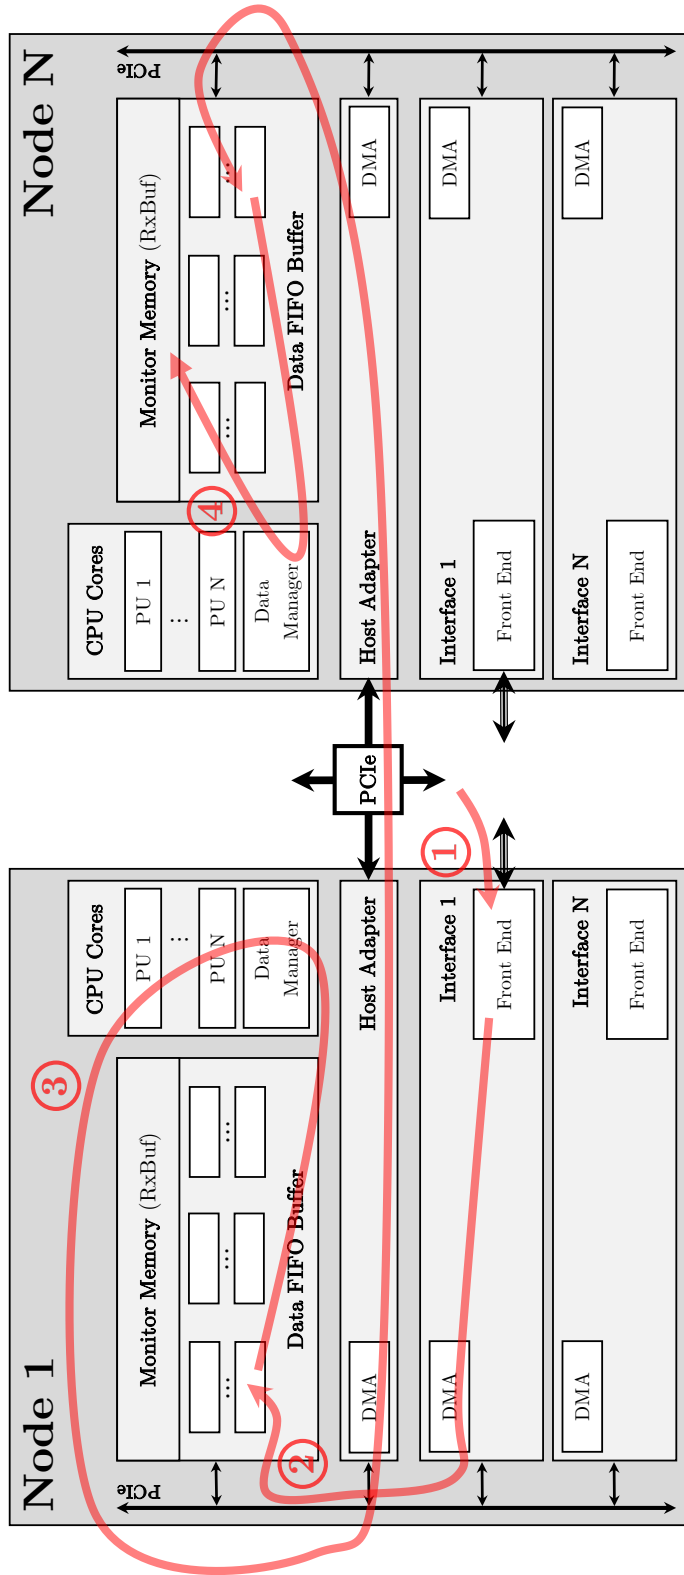 Node 1
PCIe
Monitor Memory (RxBuf)
...
...
...
Data FIFO Buffer
CPU Cores
PU 1
...
PU N
Data
Manager
DMA
Host Adapter
DMA
Interface 1
Front End
DMA
Interface N
Front End
1
2
3
PCIe
Node N
PCIe
CPU Cores
PU 1
...
PU N
Data
Manager
Monitor Memory (RxBuf)
...
...
...
Data FIFO Buffer
4
Host Adapter
DMA
Interface 1
Front End
DMA
Interface N
Front End
DMA